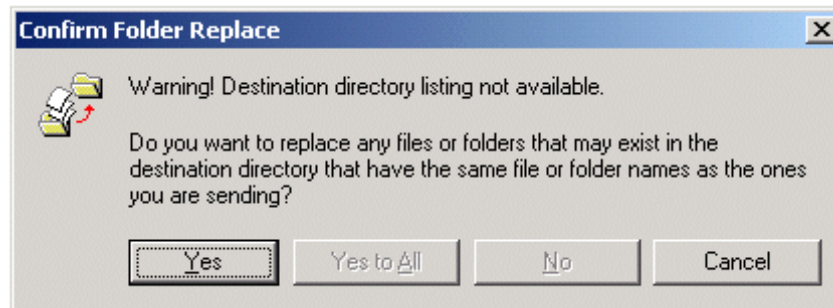 Confirm Folder Replace
Warning! Destination directory listing not available.
Do you want to replace any files or folders that may exist in the
destination directory that have the same file or folder names as the ones
you are sending?
Yes
Yes to All
No
Cancel